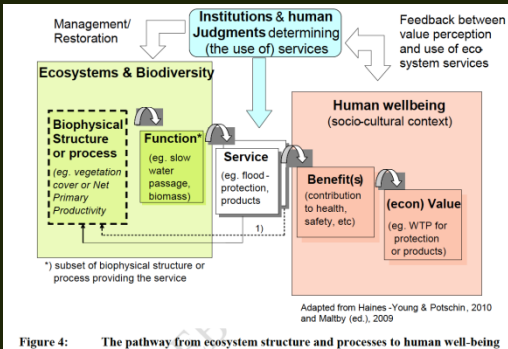 Management/
Restoration
Institutions & human
Judgments determining
(the use of) services
Feedback between
value perception
and use of eco-
system services
Ecosystems & Biodiversity
Biophysical
Structure
or process
(eg. vegetation
cover or Net
Primary
Productivity)
Function*
(eg. slow
water
passage,
biomass)
Service
(eg. flood-
protection,
products
1)
Human wellbeing
(socio-cultural context)
Benefit(s)
(contribution
to health,
safety, etc)
(econ) Value
(eg. WTP for
protection
or products)
*) subset of biophysical structure or
process providing the service
Adapted from Haines -Young & Potschin, 2010
and Maltby (ed.), 2009
Figure 4: The pathway from ecosystem structure and processes to human well-being